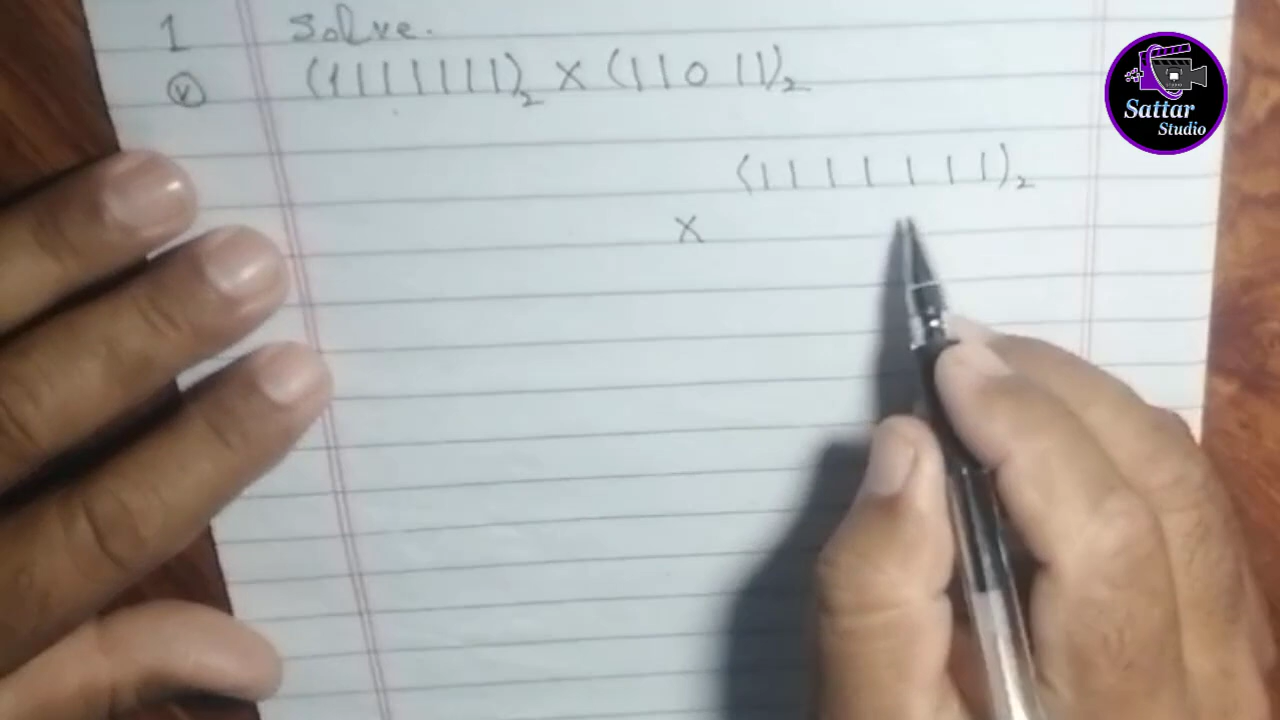 1 Solve.
(v) (1111111)₂ × (11011)₂
(1111111)₂
×
Sattar
Studio